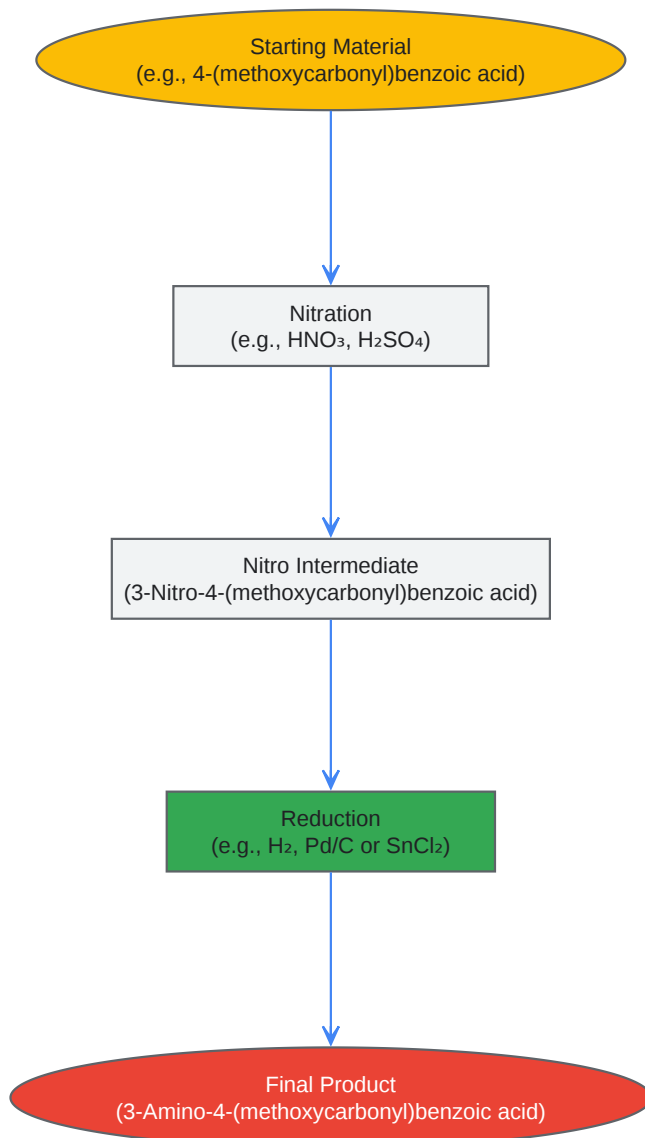 Starting Material
(e.g., 4-(methoxycarbonyl)benzoic acid)
Nitration
(e.g., HNO₃, H₂SO₄)
Nitro Intermediate
(3-Nitro-4-(methoxycarbonyl)benzoic acid)
Reduction
(e.g., H₂, Pd/C or SnCl₂)
Final Product
(3-Amino-4-(methoxycarbonyl)benzoic acid)